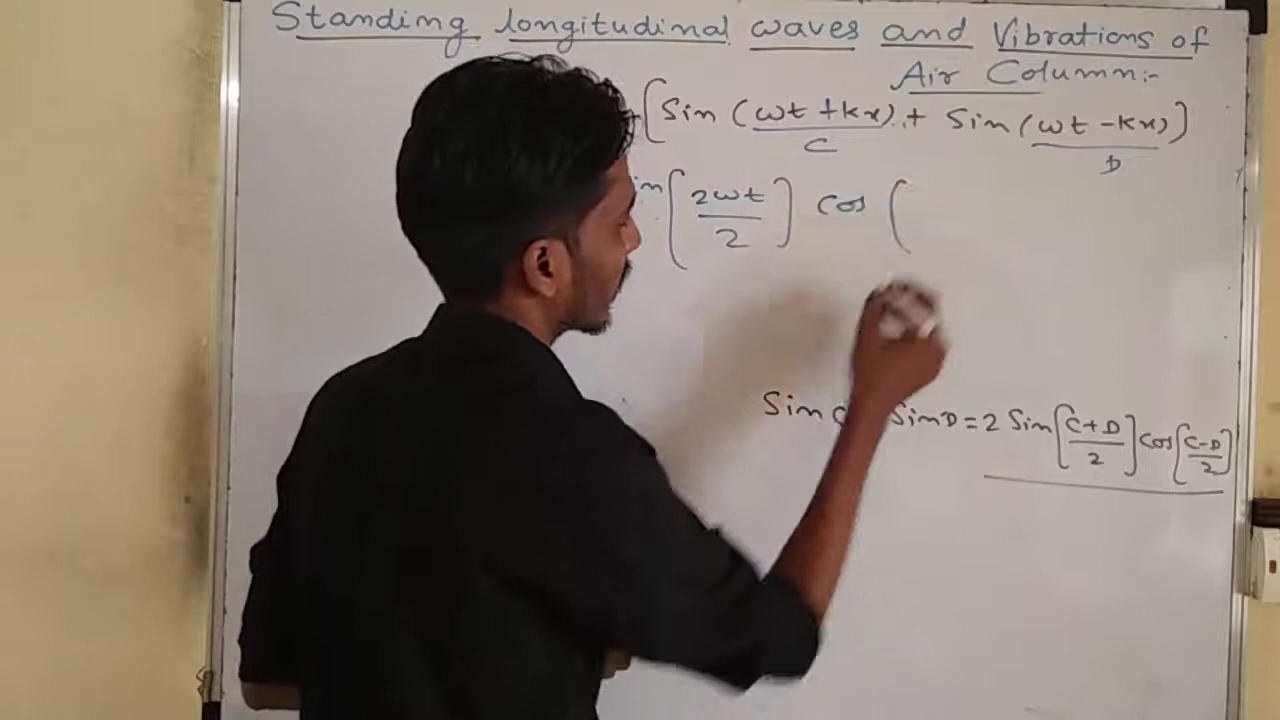 Standing longitudinal waves and Vibrations of
Air Column:-
[Sin (ωt + kx) + Sin (ωt - kx)]
C D
[2ωt/2] cos (
Sin C SinD = 2 Sin[C+D/2] cos[C-D/2]